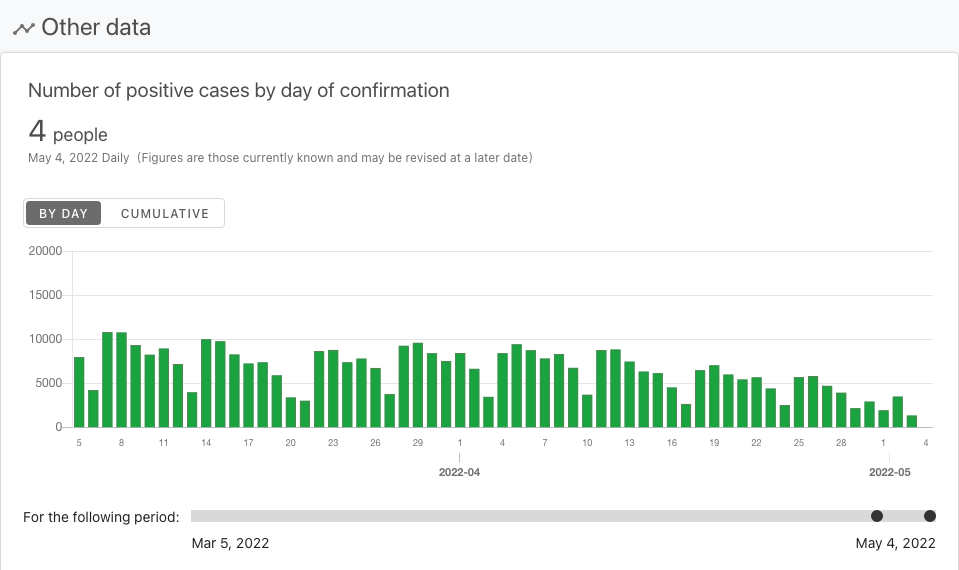 Other data
Number of positive cases by day of confirmation
4 people
May 4, 2022 Daily (Figures are those currently known and may be revised at a later date)
BY DAY CUMULATIVE
20000
15000
10000
5000
0
5 8 11 14 17 20 23 26 29 1 4 7 10 13 16 19 22 25 28 1 4
2022-04 2022-05
For the following period:
Mar 5, 2022 May 4, 2022